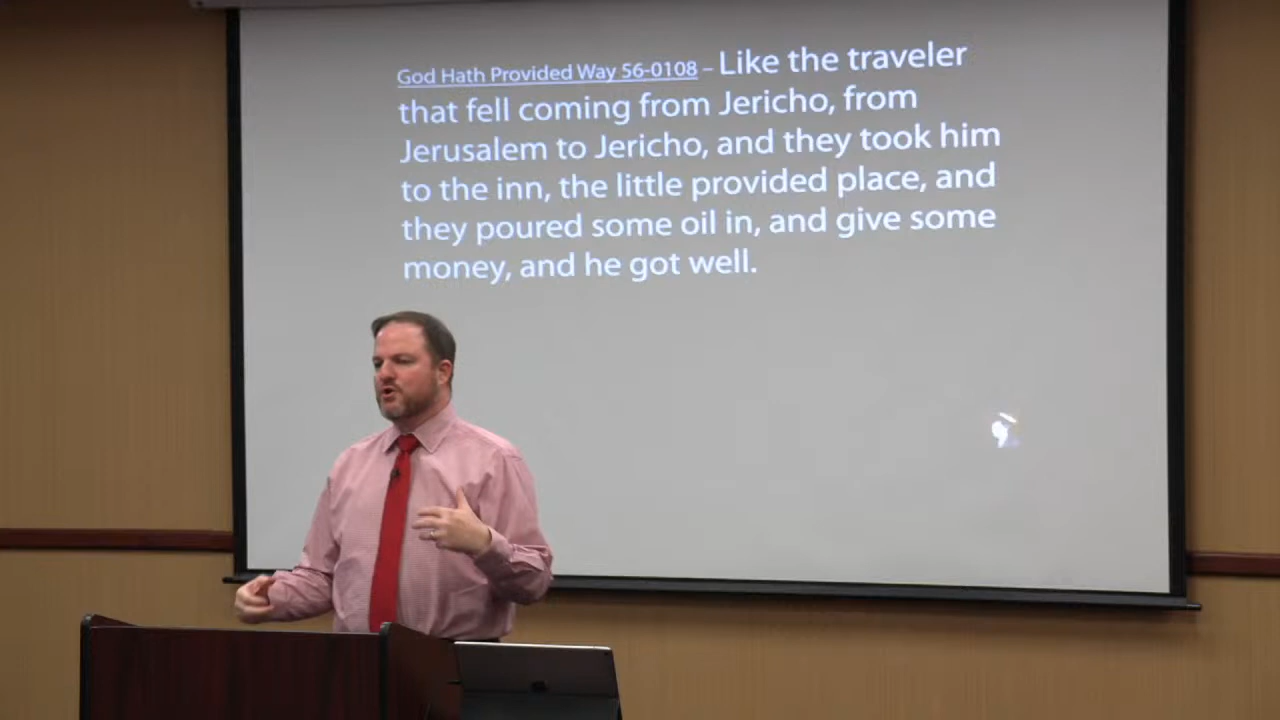 God Hath Provided Way 56-0108 – Like the traveler
that fell coming from Jericho, from
Jerusalem to Jericho, and they took him
to the inn, the little provided place, and
they poured some oil in, and give some
money, and he got well.